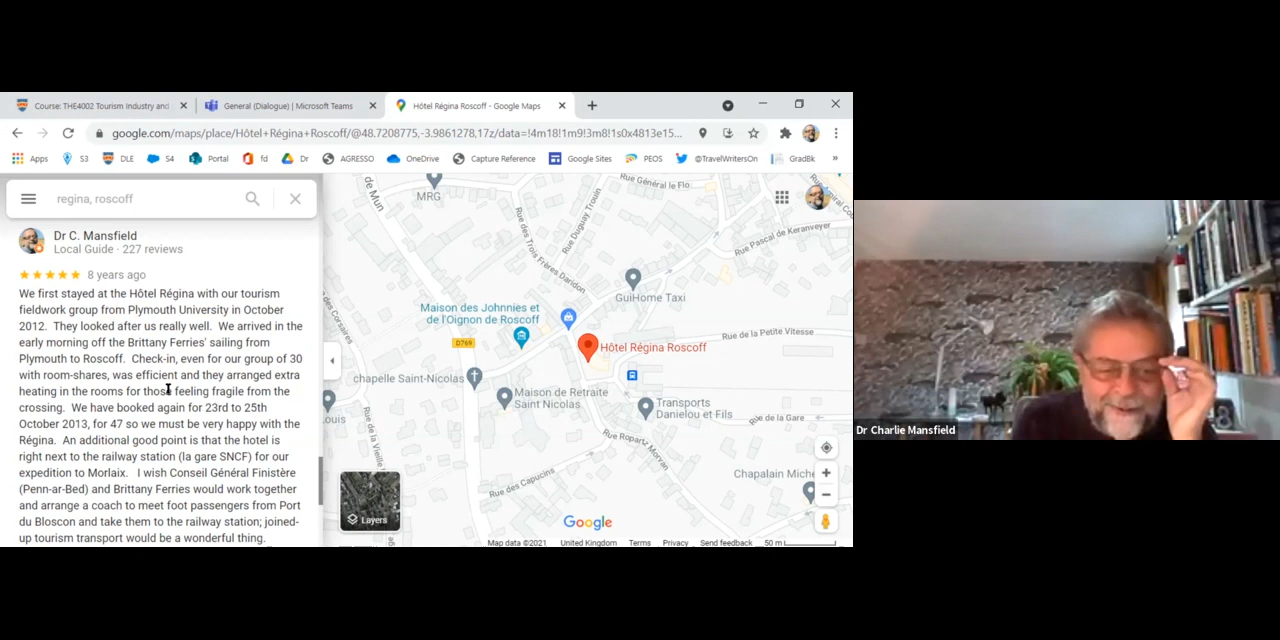 Course: THE4002 Tourism Industry and
General (Dialogue) | Microsoft Teams
Hôtel Régina Roscoff - Google Maps
google.com/maps/place/Hôtel+Régina+Roscoff/@48.7208775,-3.9861278,17z/data=!4m18!1m9!3m8!1s0x4813e15...
Apps
S3
DLE
S4
Portal
fd
Dr
AGRESSO
OneDrive
Capture Reference
Google Sites
PEOS
@TravelWritersOn
GradBk
»
regina, roscoff
Dr C. Mansfield
Local Guide · 227 reviews
8 years ago
We first stayed at the Hôtel Régina with our tourism
fieldwork group from Plymouth University in October
2012. They looked after us really well. We arrived in the
early morning off the Brittany Ferries' sailing from
Plymouth to Roscoff. Check-in, even for our group of 30
with room-shares, was efficient and they arranged extra
heating in the rooms for those feeling fragile from the
crossing. We have booked again for 23rd to 25th
October 2013, for 47 so we must be very happy with the
Régina. An additional good point is that the hotel is
right next to the railway station (la gare SNCF) for our
expedition to Morlaix. I wish Conseil Général Finistère
(Penn-ar-Bed) and Brittany Ferries would work together
and arrange a coach to meet foot passengers from Port
du Bloscon and take them to the railway station; joined-
up tourism transport would be a wonderful thing.
de Mun
MRG
Rue Général le Flo
Rue des Trois Frères Daridon
Rue Duguay Trouin
Rue Pascal de Keranveyer
GuiHome Taxi
Maison des Johnnies et
de l'Oignon de Roscoff
D769
Rue de la Petite Vitesse
Hôtel Régina Roscoff
chapelle Saint-Nicolas
Maison de Retraite
Saint Nicolas
Transports
Danielou et Fils
Louis
Rue de la Gare
Rue Ropartz Morvan
Rue des Capucins
Chapalain Miche
Layers
Google
Map data ©2021
United Kingdom
Terms
Privacy
Send feedback
50 m
Dr Charlie Mansfield